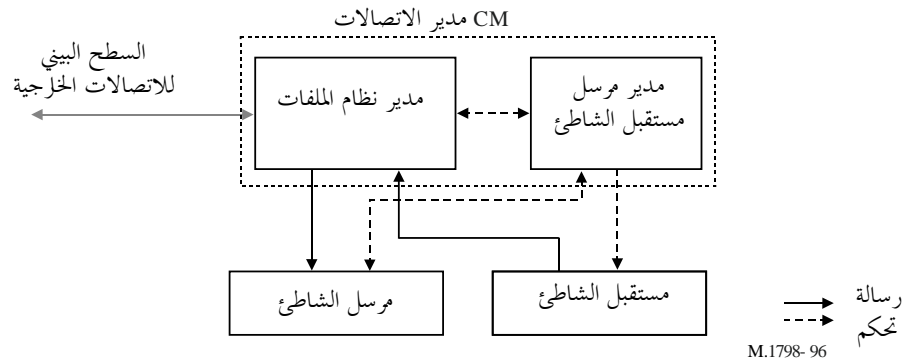 مدير الاتصالات CM
السطح البيني
للاتصالات الخارجية
مدير نظام الملفات
مدير مرسل
مستقبل الشاطئ
مرسل الشاطئ
مستقبل الشاطئ
رسالة
تحكم
M.1798- 96